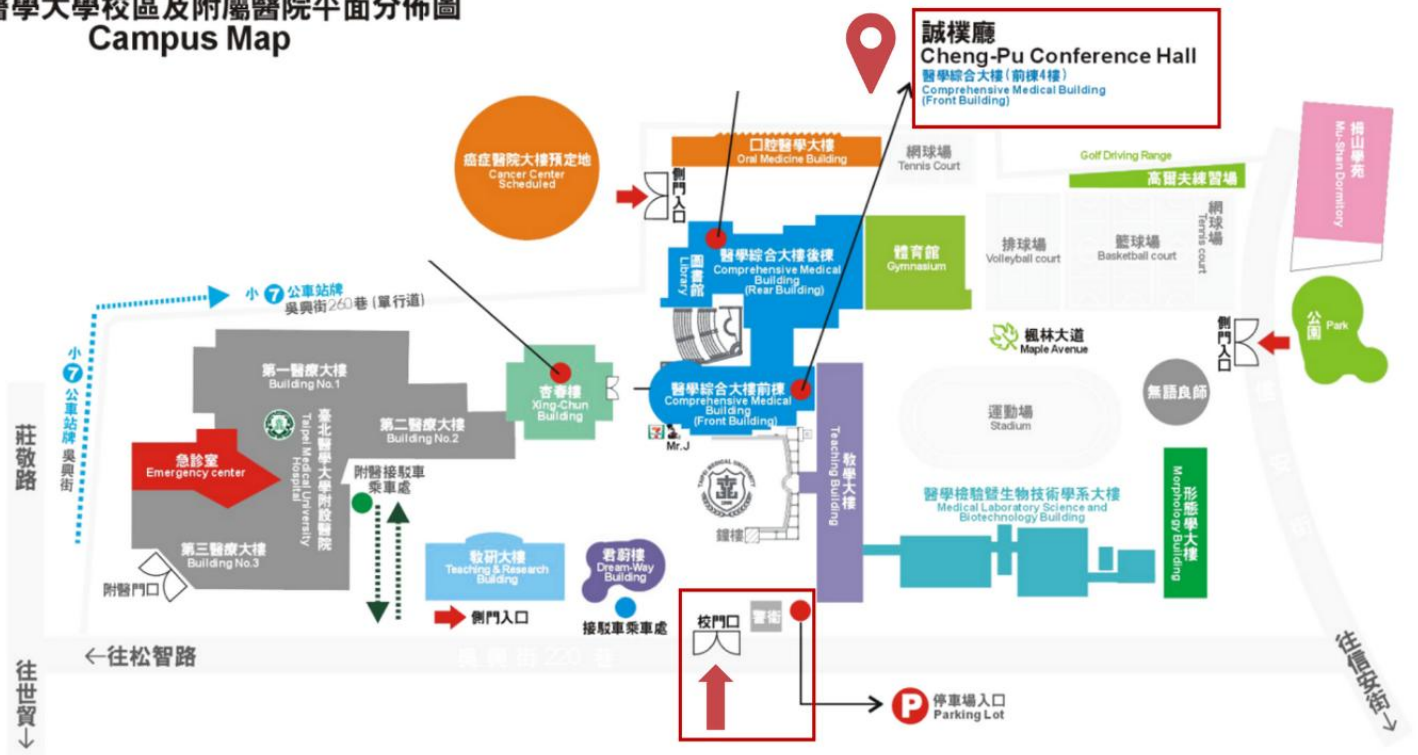 醫學大學校區及附屬醫院平面分佈圖
Campus Map
誠樸廳
Cheng-Pu Conference Hall
醫學綜合大樓(前棟4樓)
Comprehensive Medical Building
(Front Building)
癌症醫院大樓預定地
Cancer Center
Scheduled
側門入口
口腔醫學大樓
Oral Medicine Building
網球場
Tennis Court
Golf Driving Range
高爾夫練習場
拇山學苑
Mu-Shan Dormitory
圖書館
Library
醫學綜合大樓後棟
Comprehensive Medical
Building
(Rear Building)
體育館
Gymnasium
排球場
Volleyball court
籃球場
Basketball court
網球場
Tennis court
小 7 公車站牌
吳興街260巷 (單行道)
小 7 公車站牌 吳興街
楓林大道
Maple Avenue
側門入口
公園 Park
第一醫療大樓
Building No.1
杏春樓
Xing-Chun
Building
醫學綜合大樓前棟
Comprehensive Medical
Building
(Front Building)
無語良師
運動場
Stadium
第二醫療大樓
Building No.2
臺北醫學大學附設醫院
Taipei Medical University
Hospital
7
Mr.J
莊敬路
急診室
Emergency center
附醫接駁車
乘車處
TAIPEI MEDICAL UNIVERSITY
1960
鐘樓
教學大樓
Teaching Building
醫學檢驗暨生物技術學系大樓
Medical Laboratory Science and
Biotechnology Building
形態學大樓
Morphology Building
第三醫療大樓
Building No.3
附醫門口
教研大樓
Teaching & Research
Building
君蔚樓
Dream-Way
Building
側門入口
接駁車乘車處
校門口
警衛
←往松智路
吳興街220巷
往世貿→
P 停車場入口
Parking Lot
往信安街→